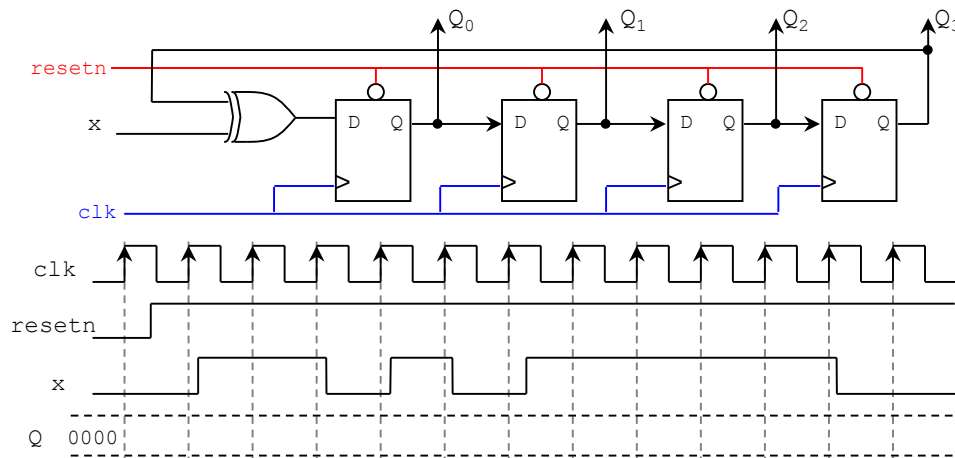 Q0 Q1 Q2 Q3
resetn
x
D Q D Q D Q D Q
clk
clk
resetn
x
Q 0000